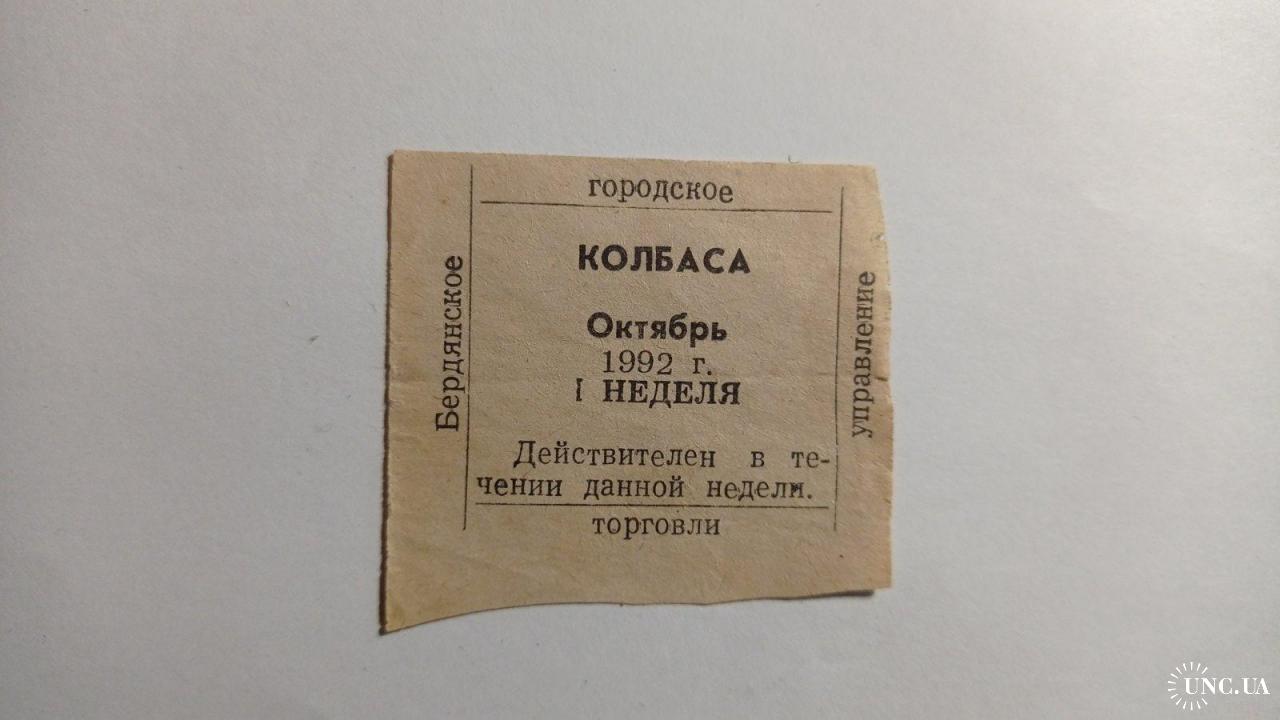 Бердянское
городское
управление
торговли
КОЛБАСА
Октябрь
1992 г.
I НЕДЕЛЯ
Действителен в те-
чении данной недели.
UNC.UA